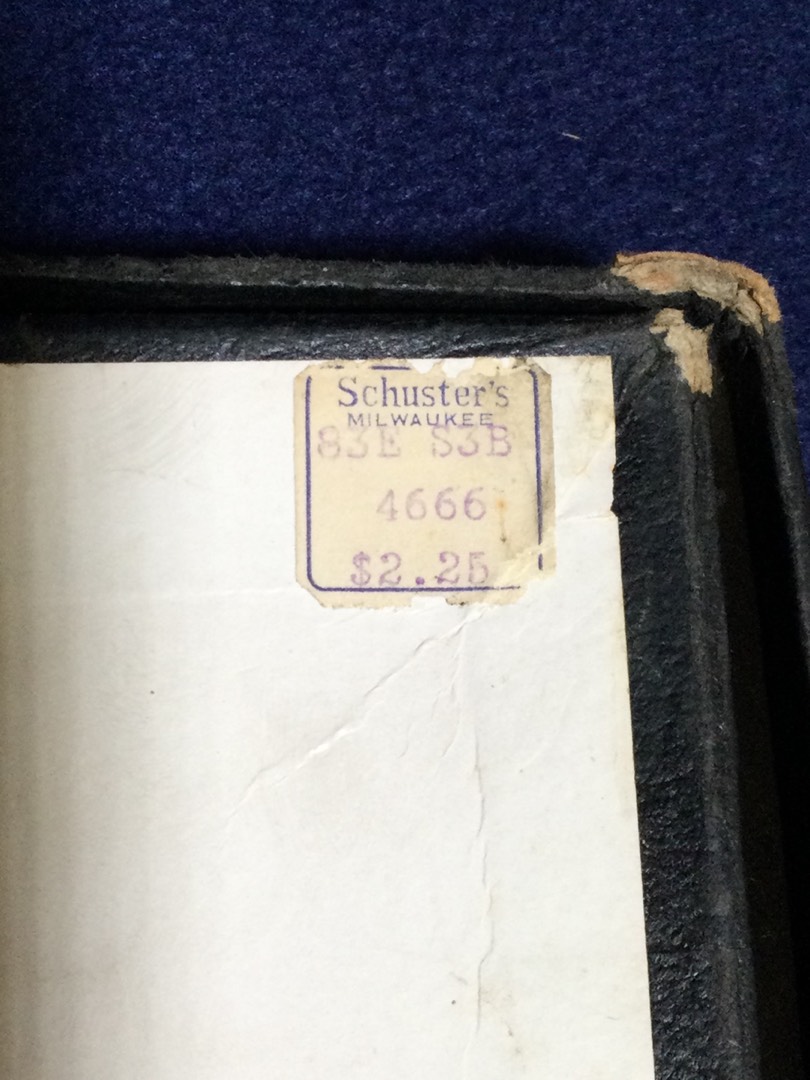 Schuster's
MILWAUKEE
83E S3B
4666
$2.25